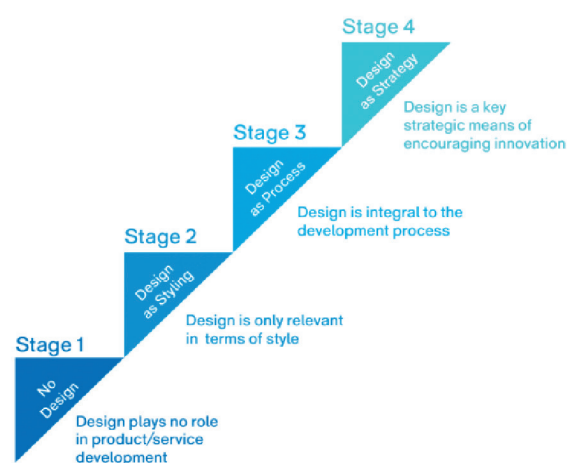 Stage 4
Design
as Strategy
Design is a key
strategic means of
encouraging innovation
Stage 3
Design
as Process
Design is integral to the
development process
Stage 2
Design
as Styling
Design is only relevant
in terms of style
Stage 1
No
Design
Design plays no role
in product/service
development